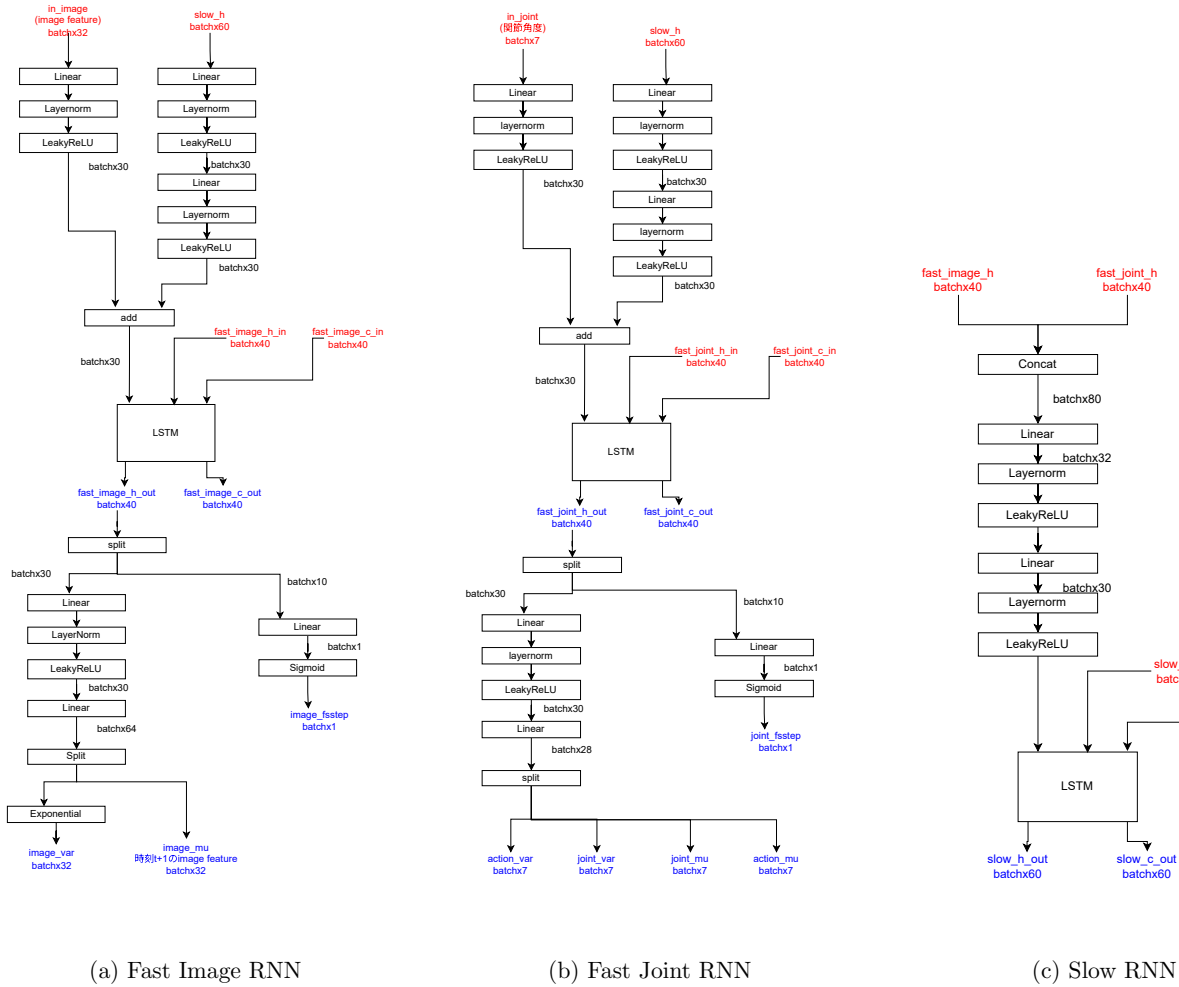 in_image
(image feature)
batchx32
slow_h
batchx60
Linear
Layernorm
LeakyReLU
batchx30
Linear
Layernorm
LeakyReLU
batchx30
Linear
Layernorm
LeakyReLU
batchx30
add
batchx30
fast_image_h_in
batchx40
fast_image_c_in
batchx40
LSTM
fast_image_h_out
batchx40
fast_image_c_out
batchx40
split
batchx30
batchx10
Linear
LayerNorm
LeakyReLU
batchx30
Linear
batchx64
Split
Linear
batchx1
Sigmoid
image_fsstep
batchx1
Exponential
image_var
batchx32
image_mu
時刻t+1のimage feature
batchx32
(a) Fast Image RNN
in_joint
(関節角度)
batchx7
slow_h
batchx60
Linear
layernorm
LeakyReLU
batchx30
Linear
layernorm
LeakyReLU
batchx30
Linear
layernorm
LeakyReLU
batchx30
add
batchx30
fast_joint_h_in
batchx40
fast_joint_c_in
batchx40
LSTM
fast_joint_h_out
batchx40
fast_joint_c_out
batchx40
split
batchx30
batchx10
Linear
layernorm
LeakyReLU
batchx30
Linear
batchx28
split
Linear
batchx1
Sigmoid
joint_fsstep
batchx1
action_var
batchx7
joint_var
batchx7
joint_mu
batchx7
action_mu
batchx7
(b) Fast Joint RNN
fast_image_h
batchx40
fast_joint_h
batchx40
Concat
batchx80
Linear
batchx32
Layernorm
LeakyReLU
Linear
batchx30
Layernorm
LeakyReLU
LSTM
slow_h_out
batchx60
slow_c_out
batchx60
(c) Slow RNN